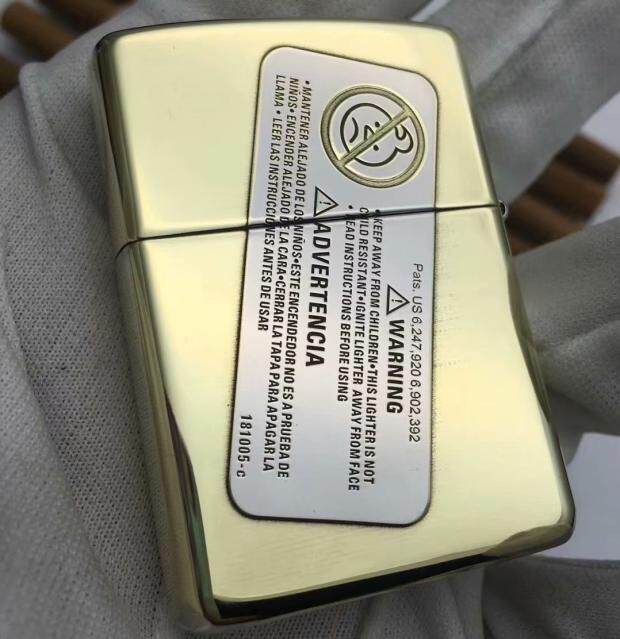 Pats. US 6,247,920 6,902,392
⚠WARNING
•KEEP AWAY FROM CHILDREN•THIS LIGHTER IS NOT
CHILD RESISTANT•IGNITE LIGHTER AWAY FROM FACE
•READ INSTRUCTIONS BEFORE USING
⚠ADVERTENCIA
•MANTENER ALEJADO DE LOS NIÑOS•ESTE ENCENDEDOR NO ES A PRUEBA DE
NIÑOS•ENCENDER ALEJADO DE LA CARA•CERRAR LA TAPA PARA APAGAR LA
LLAMA• LEER LAS INSTRUCCIONES ANTES DE USAR
181005-c